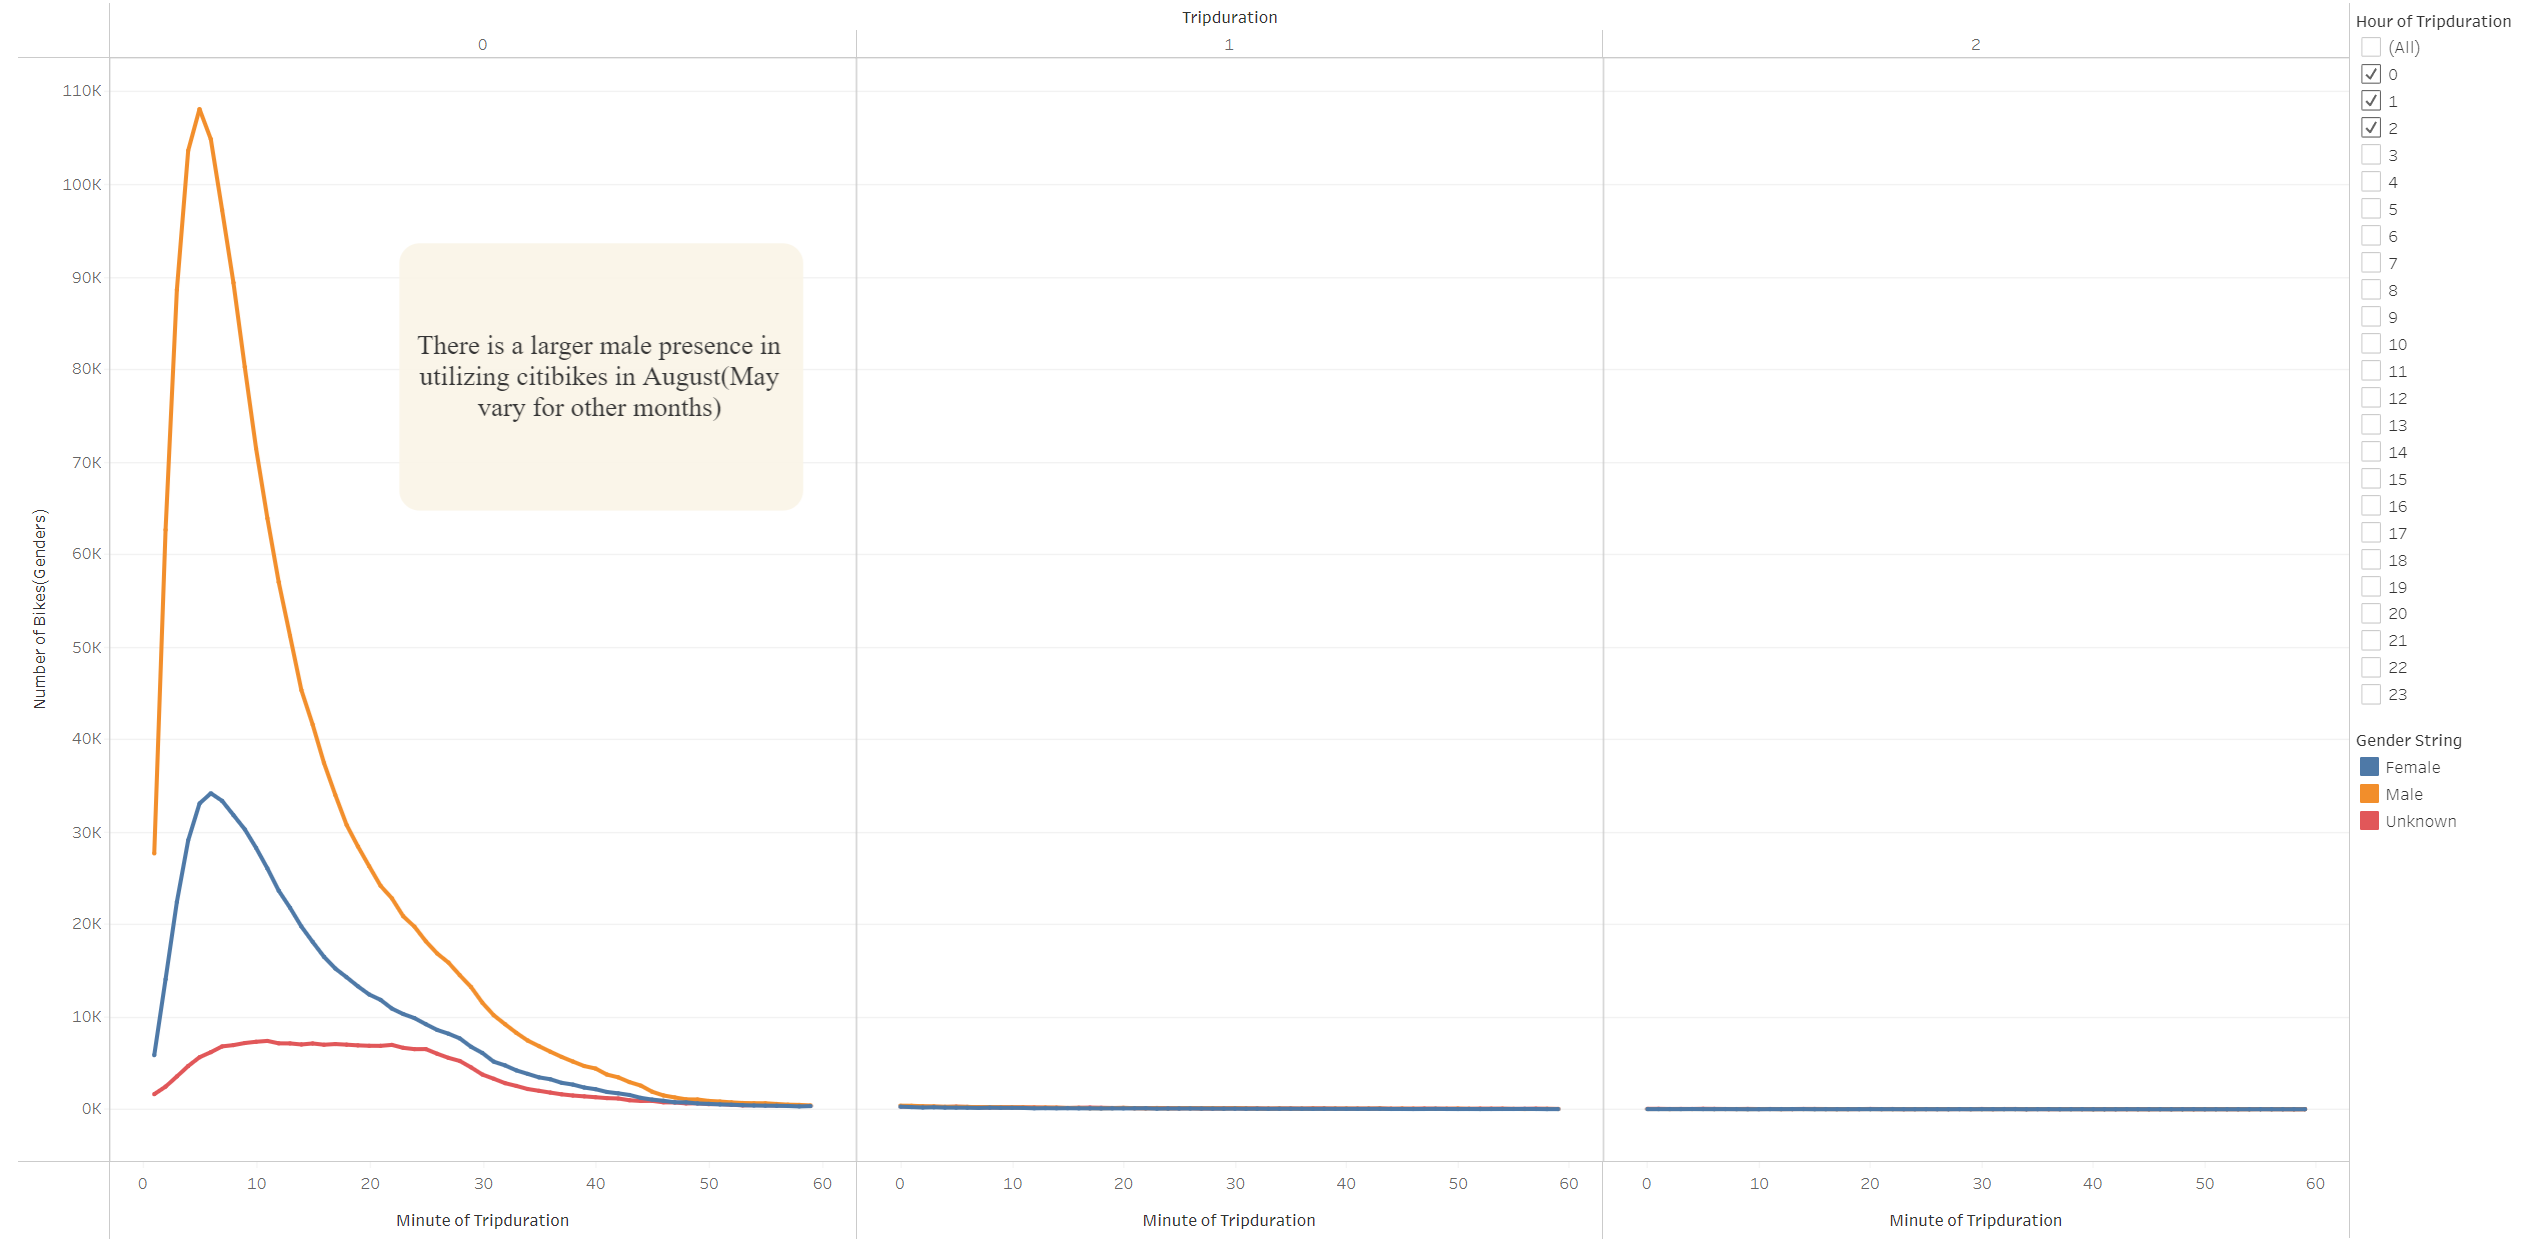 Tripduration
0
1
2
110K
100K
90K
80K
70K
60K
50K
40K
30K
20K
10K
0K
Number of Bikes(Genders)
There is a larger male presence in
utilizing citibikes in August(May
vary for other months)
0 10 20 30 40 50 60
0 10 20 30 40 50 60
0 10 20 30 40 50 60
Minute of Tripduration
Minute of Tripduration
Minute of Tripduration
Hour of Tripduration
(All)
0
1
2
3
4
5
6
7
8
9
10
11
12
13
14
15
16
17
18
19
20
21
22
23
Gender String
Female
Male
Unknown